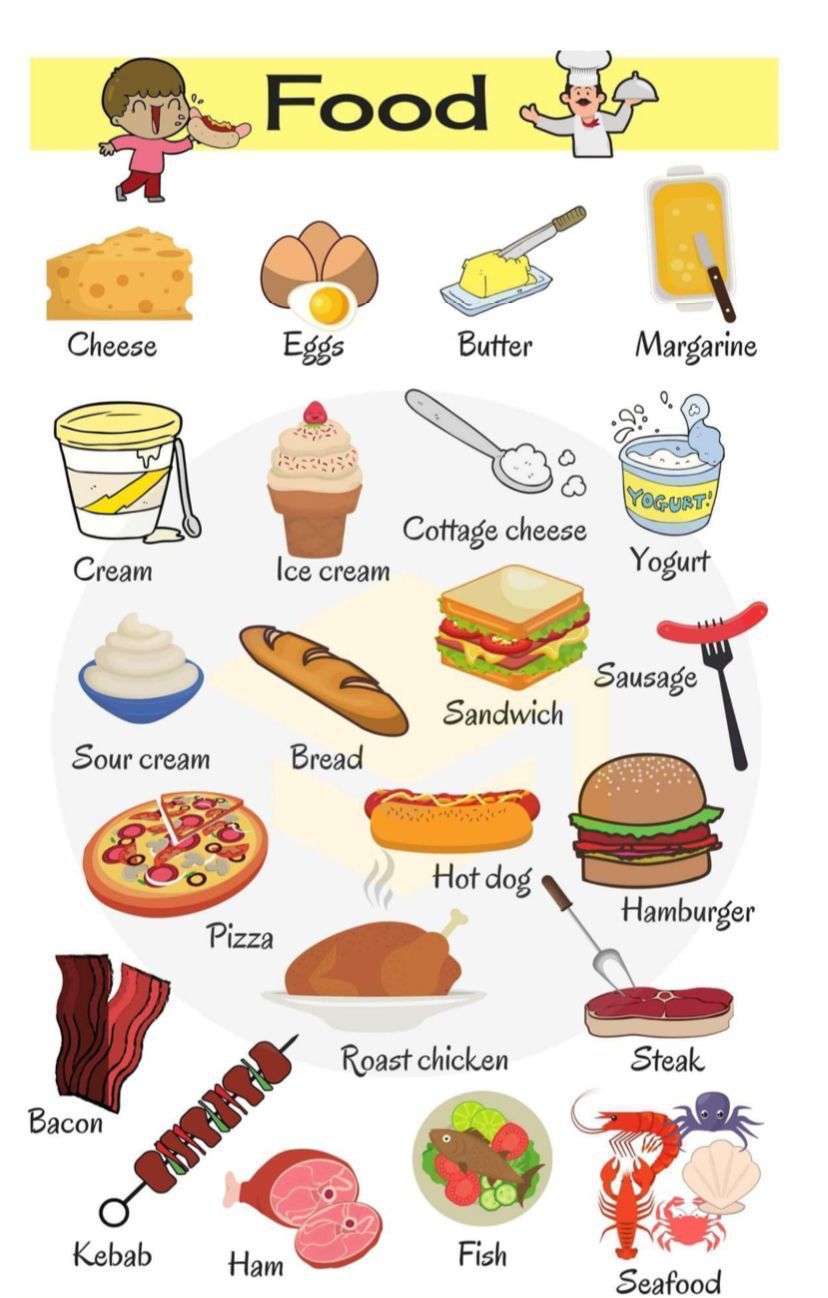 Food
Cheese
Eggs
Butter
Margarine
Cream
Ice cream
Cottage cheese
YOGURT!
Yogurt
Sour cream
Bread
Sandwich
Sausage
Pizza
Hot dog
Hamburger
Bacon
Roast chicken
Steak
Kebab
Ham
Fish
Seafood